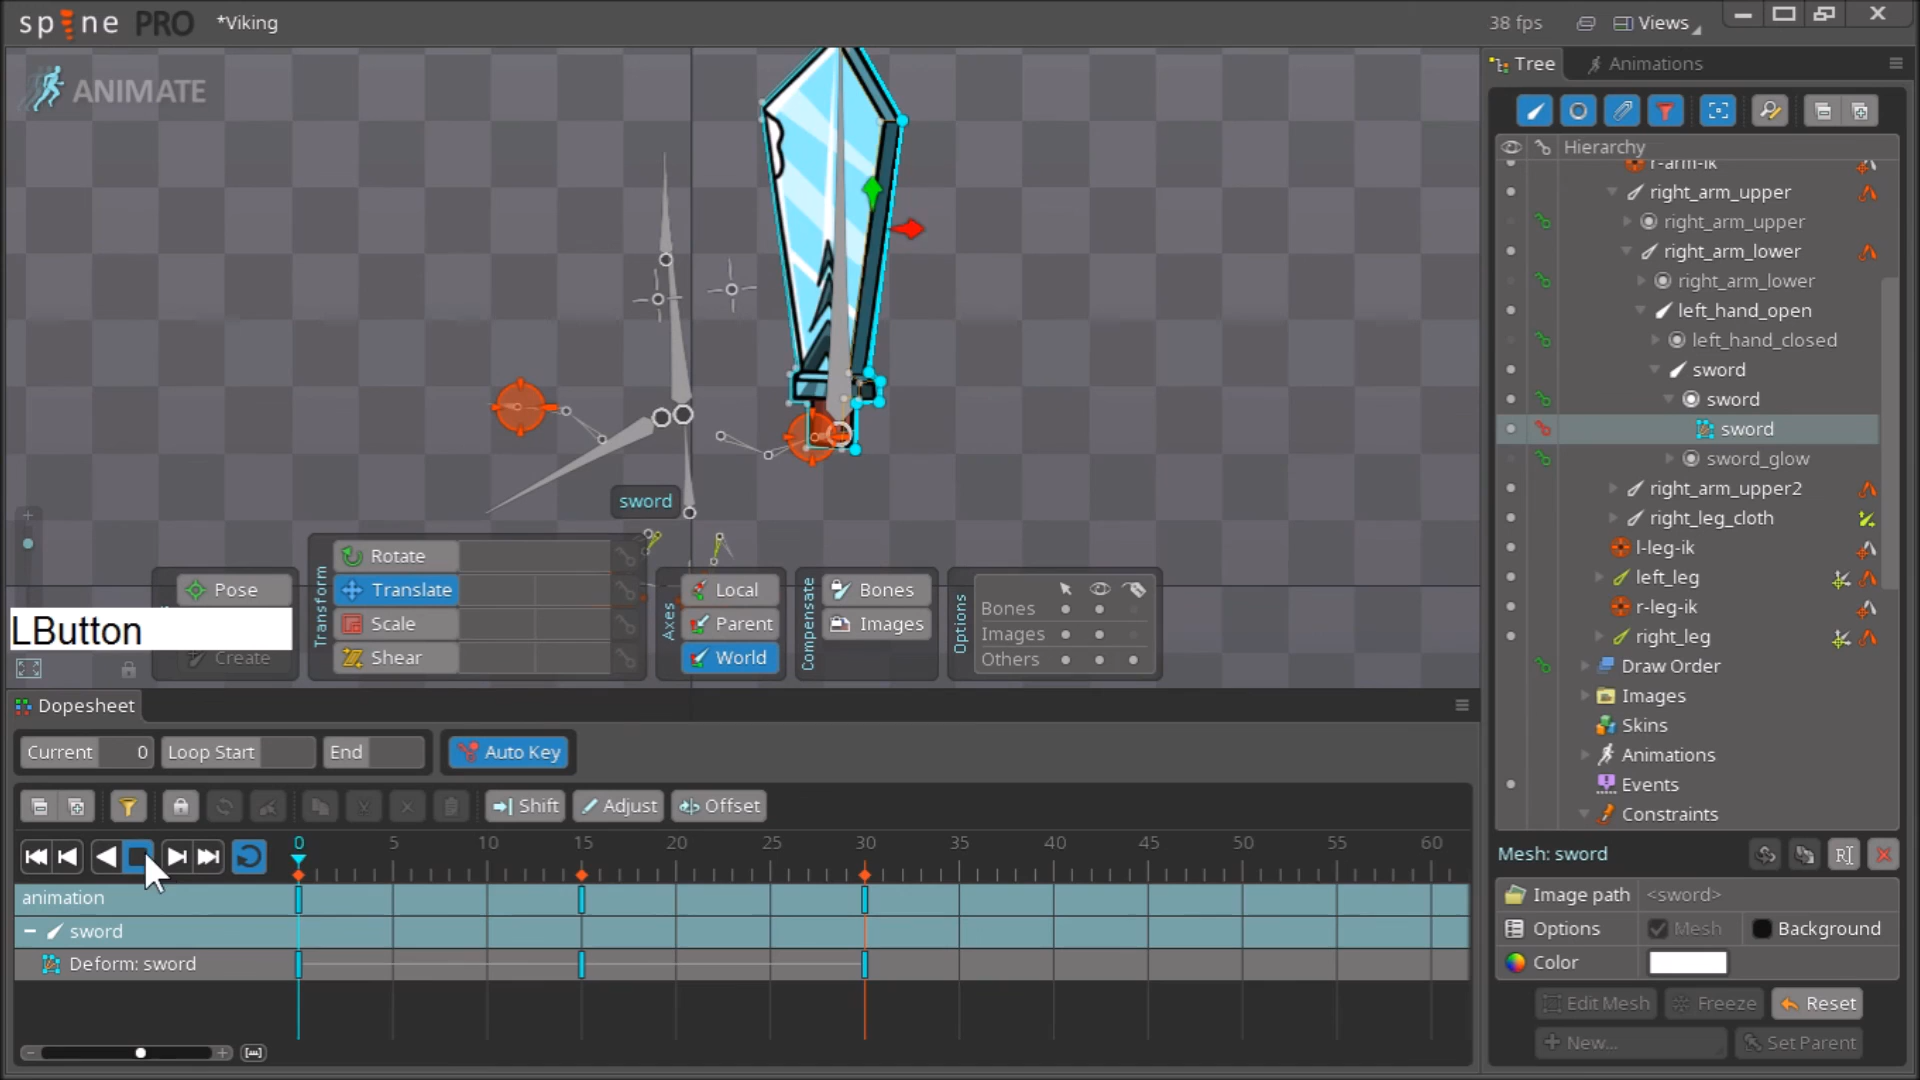 spine PRO *Viking 38 fps Views
ANIMATE
Tree Animations
Hierarchy
r-arm-ik
right_arm_upper
right_arm_upper
right_arm_lower
right_arm_lower
left_hand_open
left_hand_closed
sword
sword
sword
sword_glow
right_arm_upper2
right_leg_cloth
l-leg-ik
left_leg
r-leg-ik
right_leg
Draw Order
Images
Skins
Animations
Events
Constraints
sword
Pose
LButton
Create
Transform
Rotate
Translate
Scale
Shear
Axes
Local
Parent
World
Compensate
Bones
Images
Options
Bones
Images
Others
Dopesheet
Current 0 Loop Start End Auto Key
Shift Adjust Offset
0 5 10 15 20 25 30 35 40 45 50 55 60
animation
sword
Deform: sword
Mesh: sword
Image path <sword>
Options Mesh Background
Color
Edit Mesh Freeze Reset
New... Set Parent